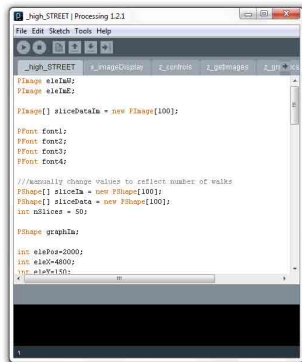 _high_STREET | Processing 1.2.1
File Edit Sketch Tools Help
_high_STREET s_imageDisplay z_controls z_getImages
PImage eleImW;
PImage eleImE;
PImage[] sliceDataIm = new PImage[100];
PFont font1;
PFont font2;
PFont font3;
PFont font4;
///manually change values to reflect number of walks
PShape[] sliceIm = new PShape[100];
PShape[] sliceData = new PShape[100];
int nSlices = 50;
PShape graphIm;
int elePos=2000;
int eleX=4800;
int eleY=150;
1